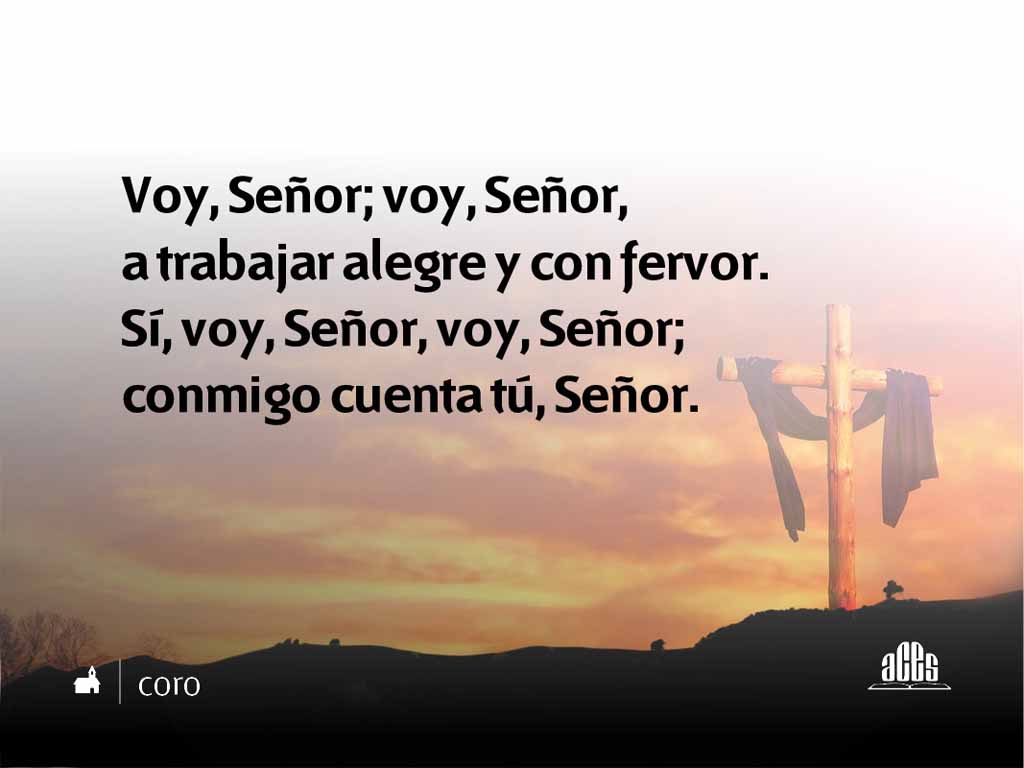 Voy, Señor; voy, Señor,
a trabajar alegre y con fervor.
Sí, voy, Señor, voy, Señor;
conmigo cuenta tú, Señor.
coro
aces